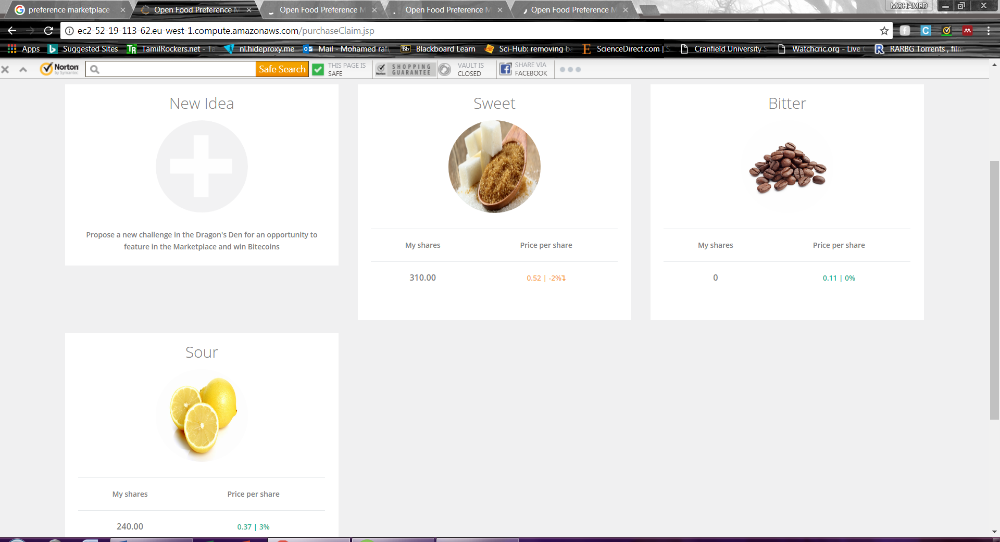 preference marketplace
Open Food Preference M
Open Food Preference M
Open Food Preference M
Open Food Preference M
MOHAMED
ec2-52-19-113-62.eu-west-1.compute.amazonaws.com/purchaseClaim.jsp
Apps
Suggested Sites
TamilRockers.net - Ta
nl.hideproxy.me
Mail - Mohamed rafi
Bb
Blackboard Learn
Sci-Hub: removing ba
ScienceDirect.com | S
Cranfield University S
Watchcric.org - Live
RARBG Torrents , film
Norton
by Symantec
Safe Search
THIS PAGE IS
SAFE
Norton
SHOPPING
GUARANTEE
VAULT IS
CLOSED
SHARE VIA
FACEBOOK
New Idea
Propose a new challenge in the Dragon's Den for an opportunity to
feature in the Marketplace and win Bitecoins
Sweet
My shares Price per share
310.00 0.52 | -2%
Bitter
My shares Price per share
0 0.11 | 0%
Sour
My shares Price per share
240.00 0.37 | 3%